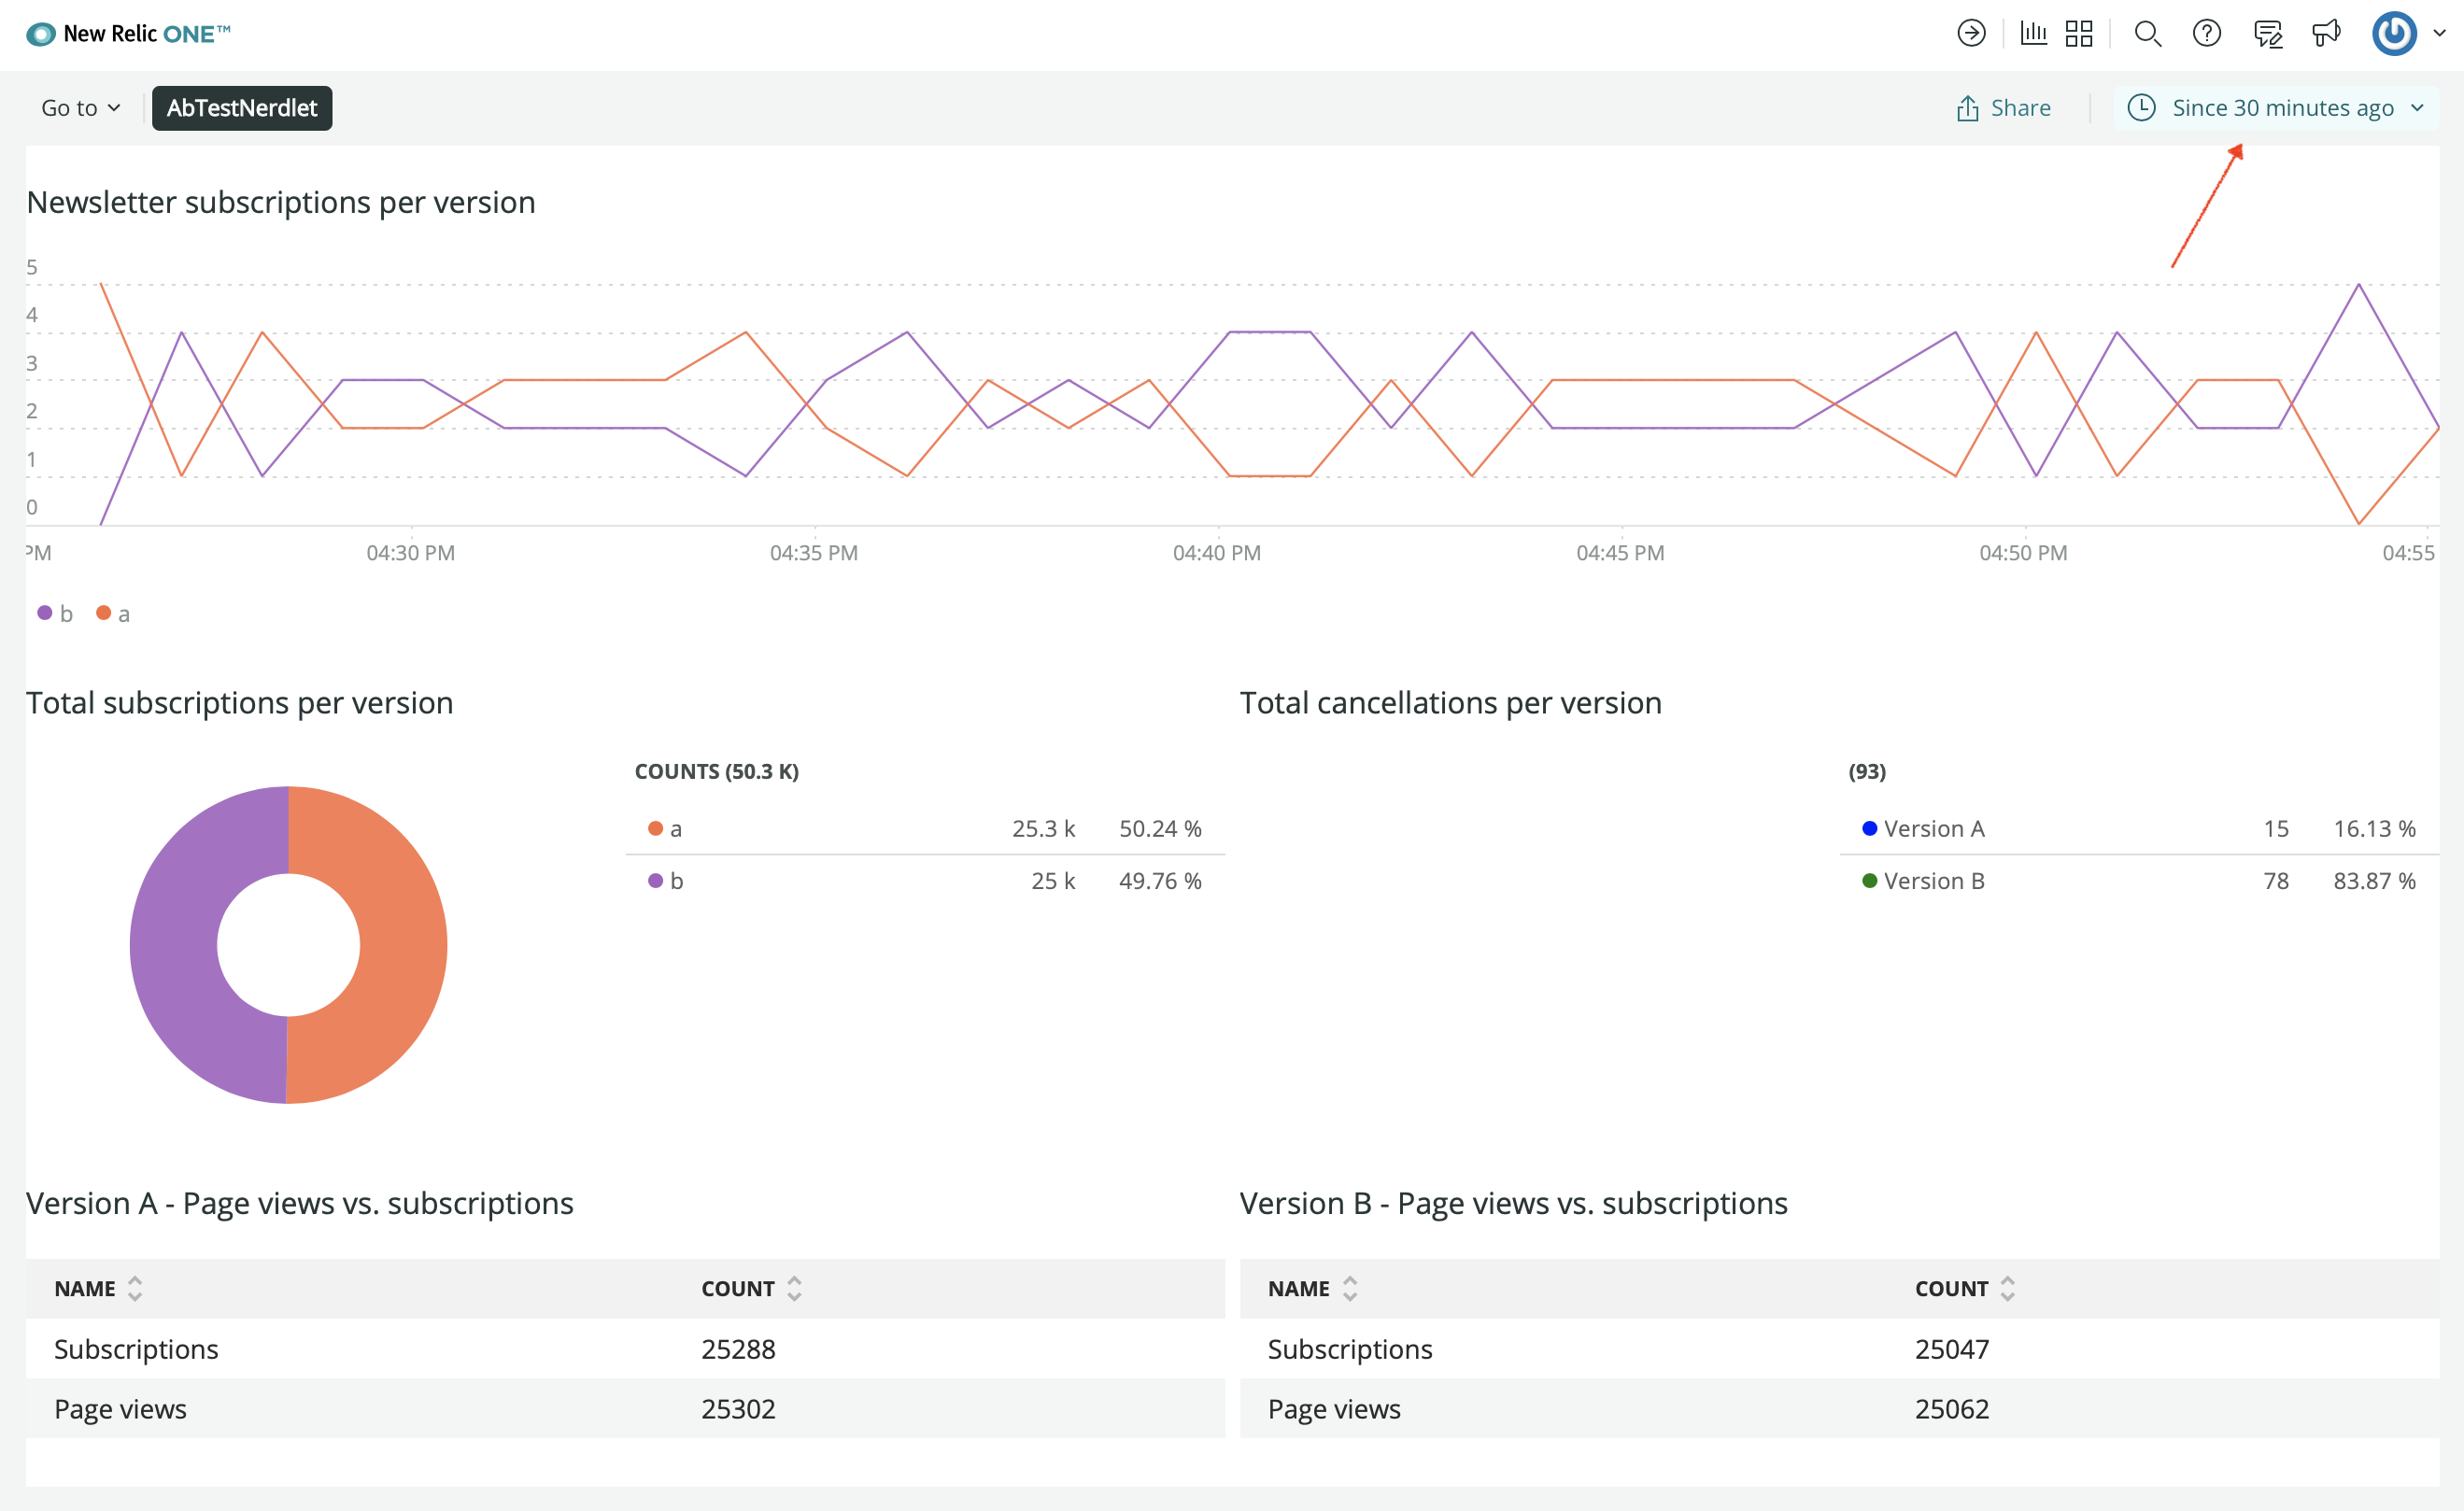 New Relic ONE™
Go to
AbTestNerdlet
Share
Since 30 minutes ago
Newsletter subscriptions per version
5
4
3
2
1
0
PM
04:30 PM
04:35 PM
04:40 PM
04:45 PM
04:50 PM
04:55
b
a
Total subscriptions per version
COUNTS (50.3 K)
a 25.3 k 50.24 %
b 25 k 49.76 %
Total cancellations per version
(93)
Version A 15 16.13 %
Version B 78 83.87 %
Version A - Page views vs. subscriptions
NAME COUNT
Subscriptions 25288
Page views 25302
Version B - Page views vs. subscriptions
NAME COUNT
Subscriptions 25047
Page views 25062